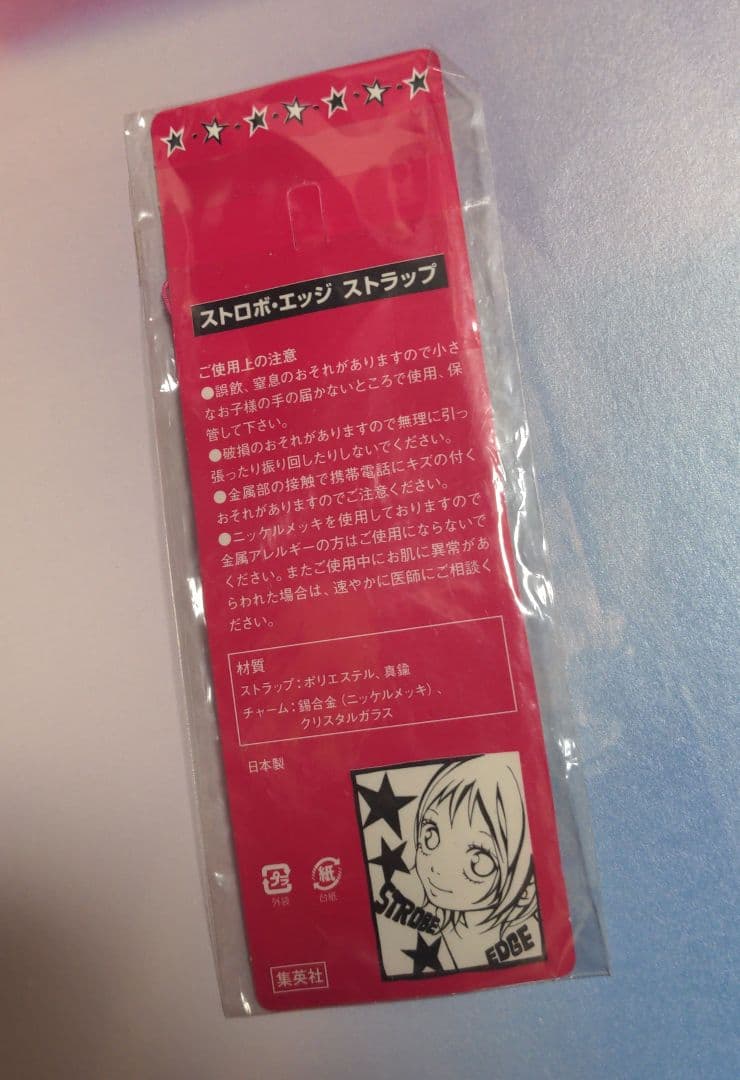 ストロボ・エッジ ストラップ
ご使用上の注意
●誤飲、窒息のおそれがありますので小さ
なお子様の手の届かないところで使用、保
管して下さい。
●破損のおそれがありますので無理に引っ
張ったり振り回したりしないでください。
●金属部の接触で携帯電話にキズの付く
おそれがありますのでご注意ください。
●ニッケルメッキを使用しておりますので
金属アレルギーの方はご使用にならないで
ください。またご使用中にお肌に異常があ
らわれた場合は、速やかに医師にご相談く
ださい。
材質
ストラップ：ポリエステル、真鍮
チャーム：錫合金（ニッケルメッキ）、
クリスタルガラス
日本製
プラ
外袋
紙
台紙
STROBE
EDGE
集英社